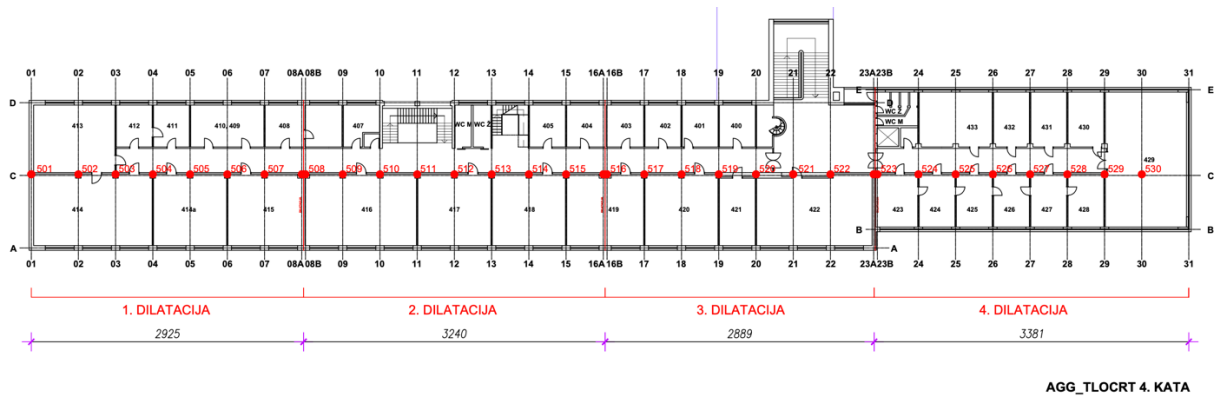 01 02 03 04 05 06 07 08A 08B 09 10 11 12 13 14 15 16A 16B 17 18 19 20 21 22 23A 23B 24 25 26 27 28 29 30 31
E E
D D
413 412 411 410, 409 408 407 WC M WC Ž 405 404 403 402 401 400 WC Ž WC M 433 432 431 430
429
C 501 502 503 504 505 506 507 508 509 510 511 512 513 514 515 516 517 518 519 520 521 522 523 524 525 526 527 528 529 530 C
414 414a 415 416 417 418 419 420 421 422 423 424 425 426 427 428
B B
A A
01 02 03 04 05 06 07 08A 08B 09 10 11 12 13 14 15 16A 16B 17 18 19 20 21 22 23A 23B 24 25 26 27 28 29 30 31
1. DILATACIJA 2. DILATACIJA 3. DILATACIJA 4. DILATACIJA
2925 3240 2889 3381
AGG_TLOCRT 4. KATA